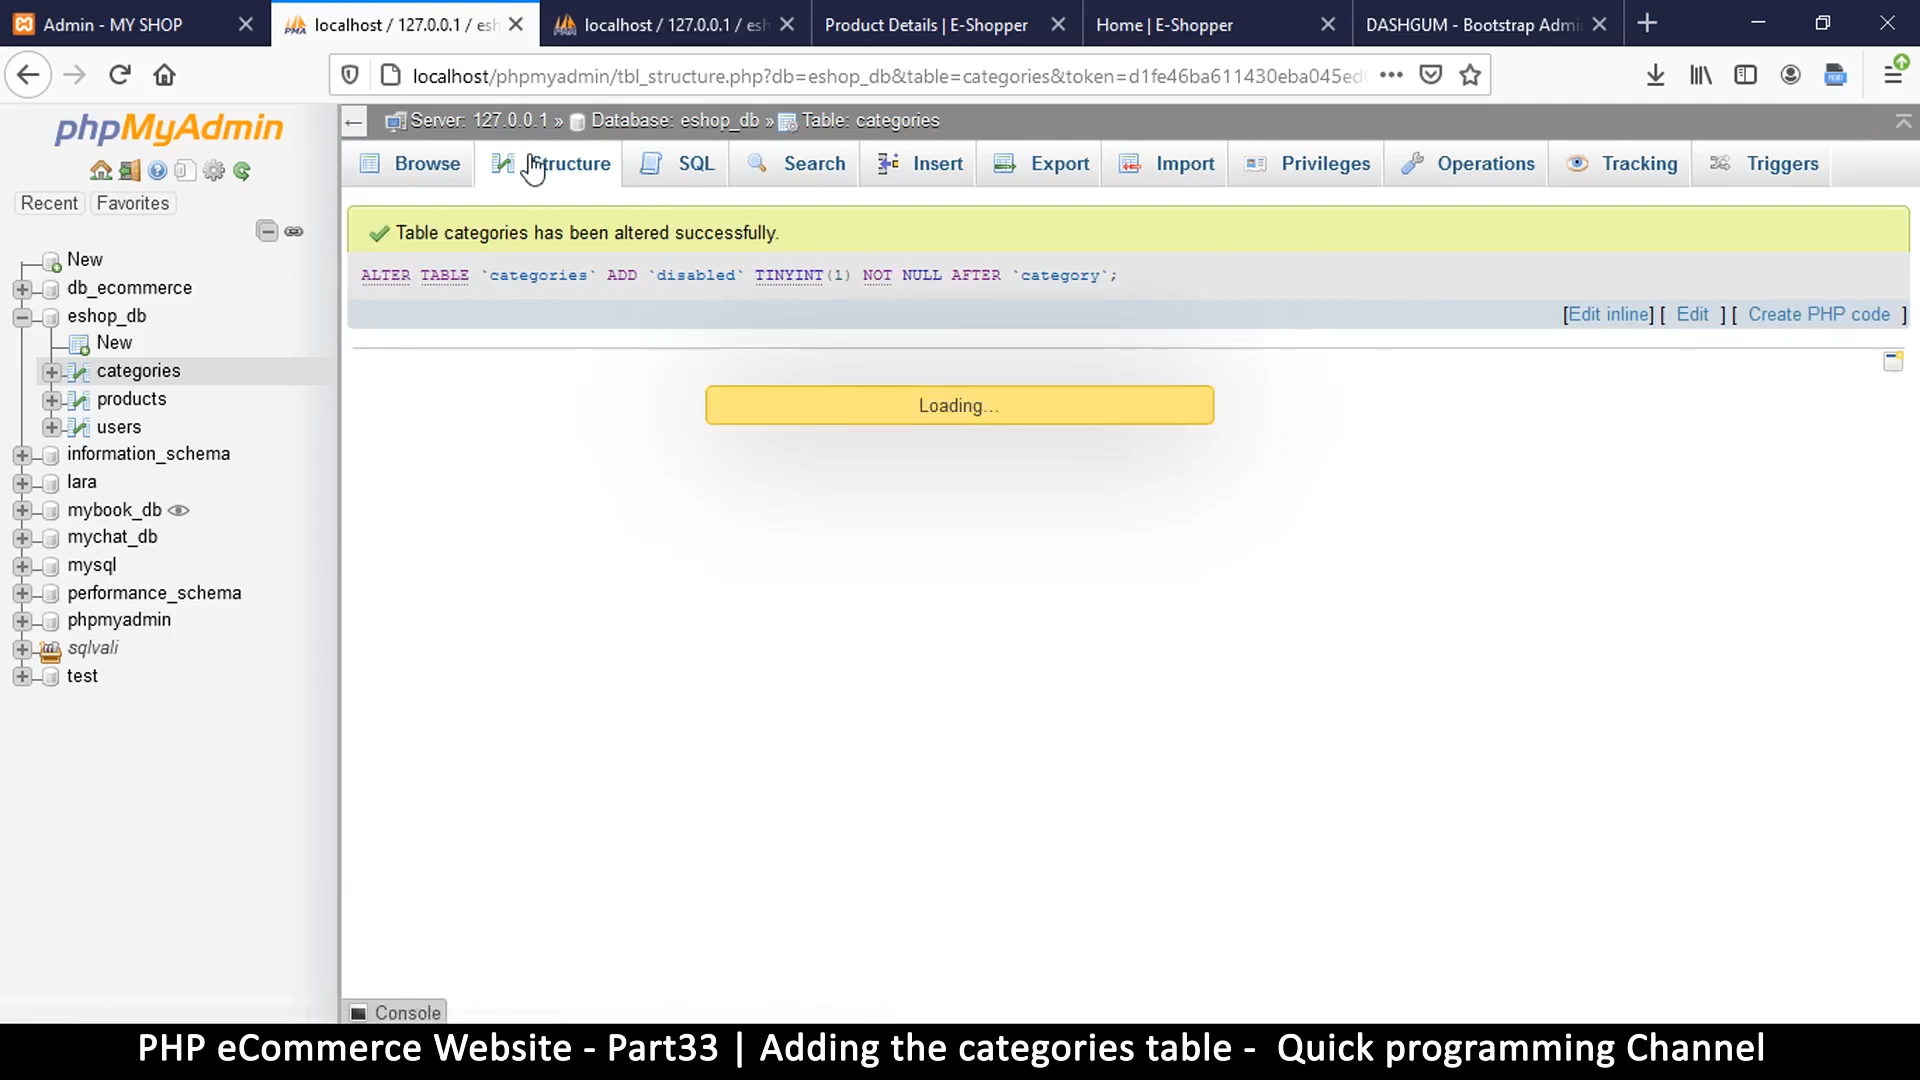 Admin - MY SHOP
localhost / 127.0.0.1 / esh
localhost / 127.0.0.1 / esh
Product Details | E-Shopper
Home | E-Shopper
DASHGUM - Bootstrap Admi
localhost/phpmyadmin/tbl_structure.php?db=eshop_db&table=categories&token=d1fe46ba611430eba045ed
phpMyAdmin
Recent
Favorites
New
db_ecommerce
eshop_db
New
categories
products
users
information_schema
lara
mybook_db
mychat_db
mysql
performance_schema
phpmyadmin
sqlvali
test
Server: 127.0.0.1 » Database: eshop_db » Table: categories
Browse
Structure
SQL
Search
Insert
Export
Import
Privileges
Operations
Tracking
Triggers
Table categories has been altered successfully.
ALTER TABLE `categories` ADD `disabled` TINYINT(1) NOT NULL AFTER `category`;
[Edit inline] [ Edit ] [ Create PHP code ]
Loading…
Console
PHP eCommerce Website - Part33 | Adding the categories table - Quick programming Channel